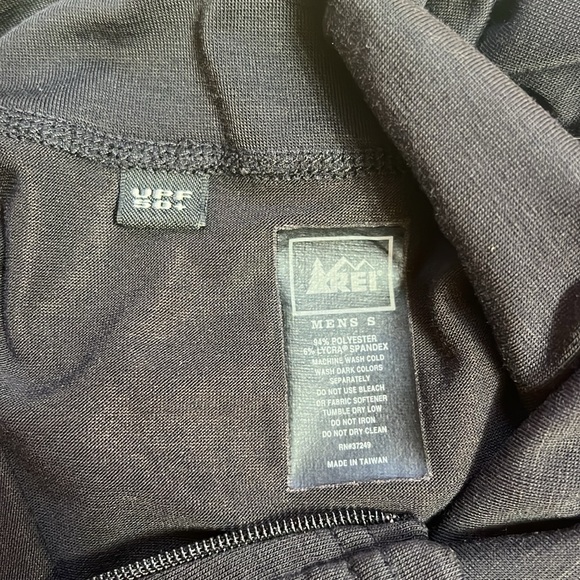 UPF
50+
REI
MENS S
94% POLYESTER
6% LYCRA® SPANDEX
MACHINE WASH COLD
WASH DARK COLORS
SEPARATELY
DO NOT USE BLEACH
OR FABRIC SOFTENER
TUMBLE DRY LOW
DO NOT IRON
DO NOT DRY CLEAN
RN#37249
MADE IN TAIWAN